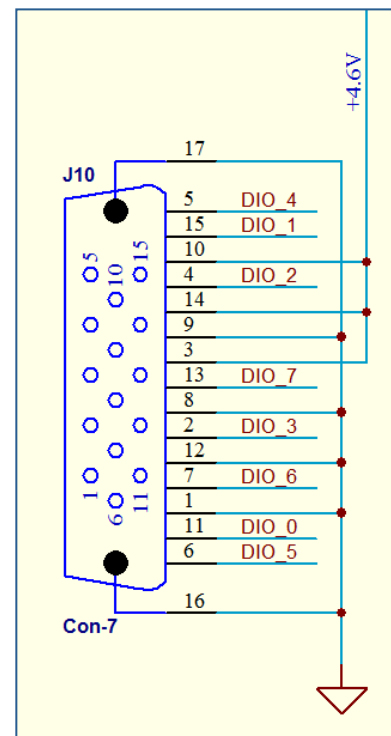 +4.6V
17
J10
5 DIO_4
15 DIO_1
10
4 DIO_2
14
9
3
13 DIO_7
8
2 DIO_3
12
7 DIO_6
1
11 DIO_0
6 DIO_5
16
Con-7
5
10
15
1
6
11